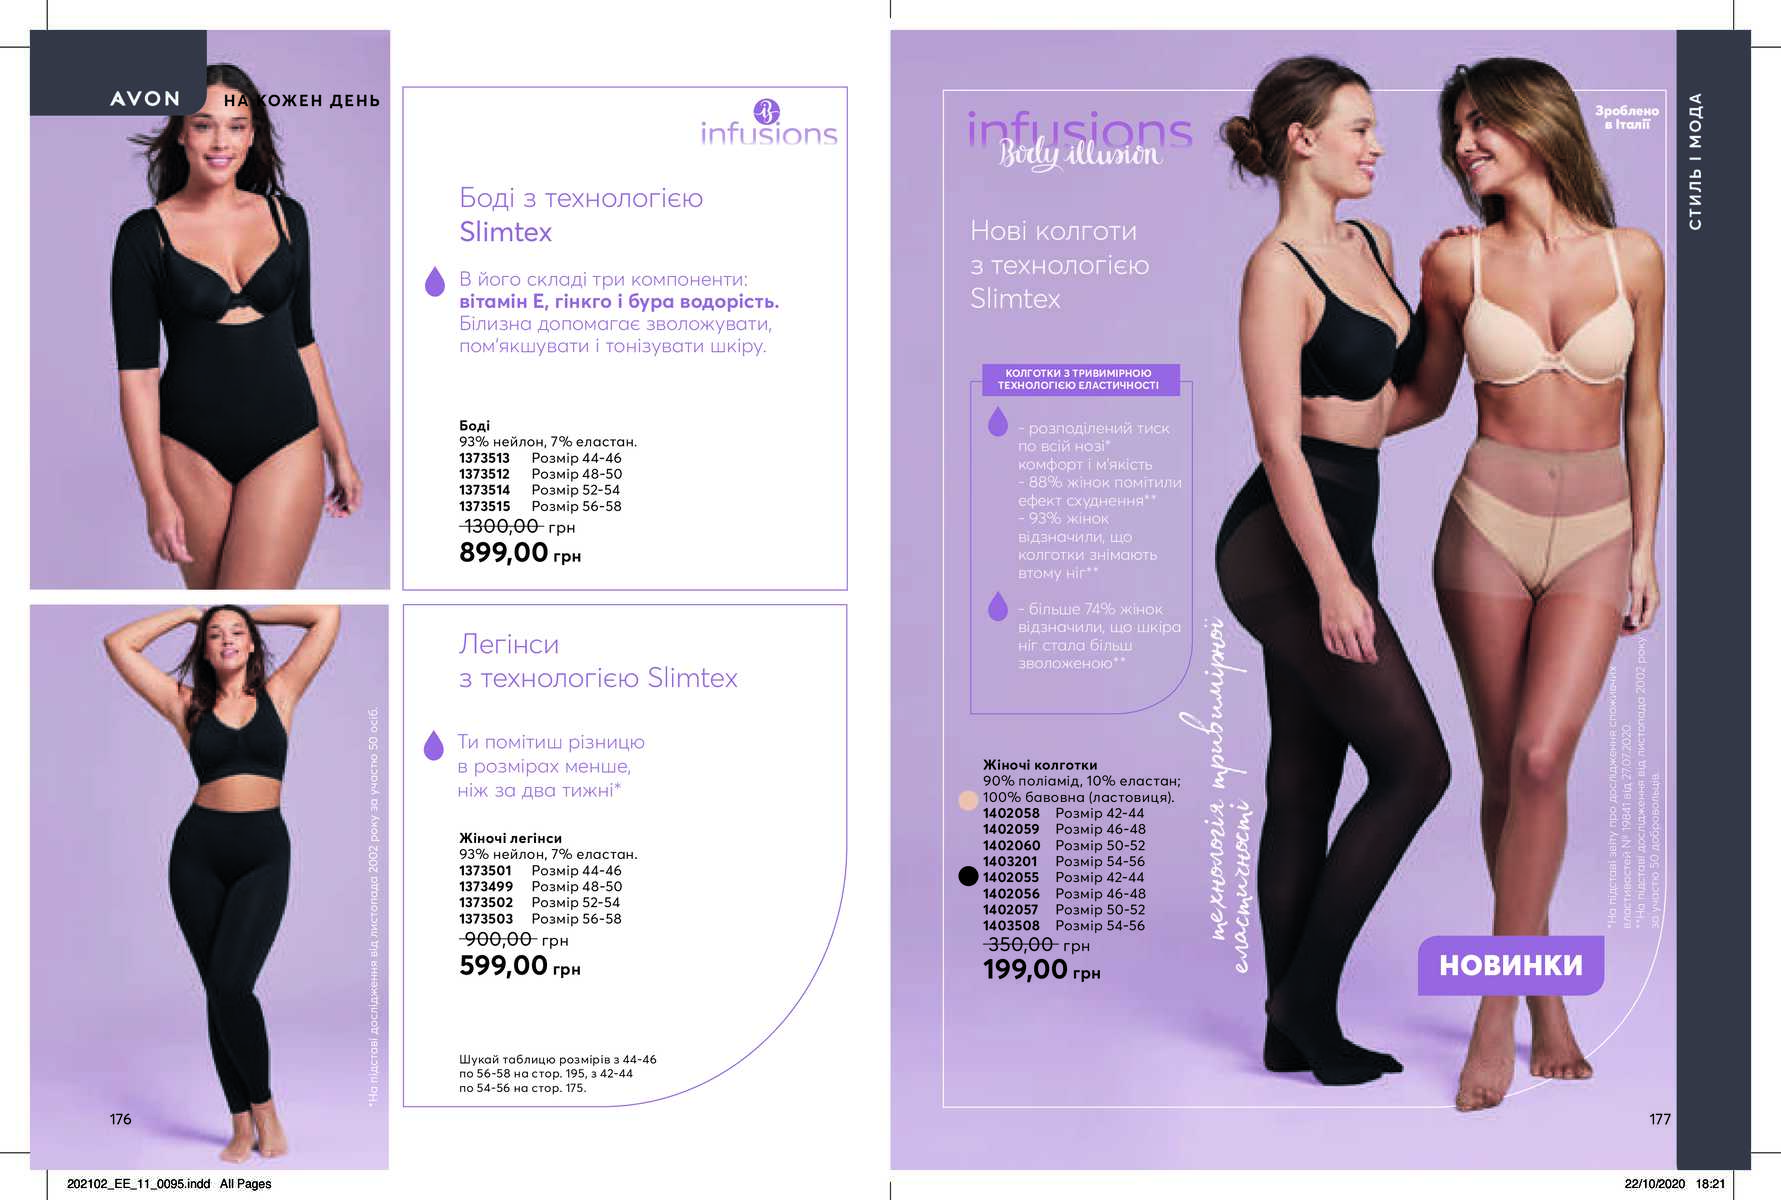 AVON
НА КОЖЕН ДЕНЬ
infusions
Боді з технологією
Slimtex
В його складі три компоненти:
вітамін Е, гінкго і бура водорість.
Білизна допомагає зволожувати,
пом'якшувати і тонізувати шкіру.
Боді
93% нейлон, 7% еластан.
1373513 Розмір 44-46
1373512 Розмір 48-50
1373514 Розмір 52-54
1373515 Розмір 56-58
1300,00 грн
899,00 грн
Легінси
з технологією Slimtex
Ти помітиш різницю
в розмірах менше,
ніж за два тижні*
Жіночі легінси
93% нейлон, 7% еластан.
1373501 Розмір 44-46
1373499 Розмір 48-50
1373502 Розмір 52-54
1373503 Розмір 56-58
900,00 грн
599,00 грн
Шукай таблицю розмірів з 44-46
по 56-58 на стор. 195, з 42-44
по 54-56 на стор. 175.
*На підставі дослідження від листопада 2002 року за участю 50 осіб.
176
infusions
Body illusion
Зроблено
в Італії
СТИЛЬ І МОДА
Нові колготи
з технологією
Slimtex
КОЛГОТКИ З ТРИВИМІРНОЮ
ТЕХНОЛОГІЄЮ ЕЛАСТИЧНОСТІ
- розподілений тиск
по всій нозі*
комфорт і м'якість
- 88% жінок помітили
ефект схуднення**
- 93% жінок
відзначили, що
колготки знімають
втому ніг**
- більше 74% жінок
відзначили, що шкіра
ніг стала більш
зволоженою**
технологія тривимірної
еластичності
Жіночі колготки
90% поліамід, 10% еластан;
100% бавовна (ластовиця).
1402058 Розмір 42-44
1402059 Розмір 46-48
1402060 Розмір 50-52
1403201 Розмір 54-56
1402055 Розмір 42-44
1402056 Розмір 46-48
1402057 Розмір 50-52
1403508 Розмір 54-56
350,00 грн
199,00 грн
*На підставі звіту про дослідження споживчих
властивостей № 19841 від 27.07.2020.
**На підставі дослідження від листопада 2002 року
за участю 50 добровольців.
НОВИНКИ
177
202102_EE_11_0095.indd All Pages
22/10/2020 18:21